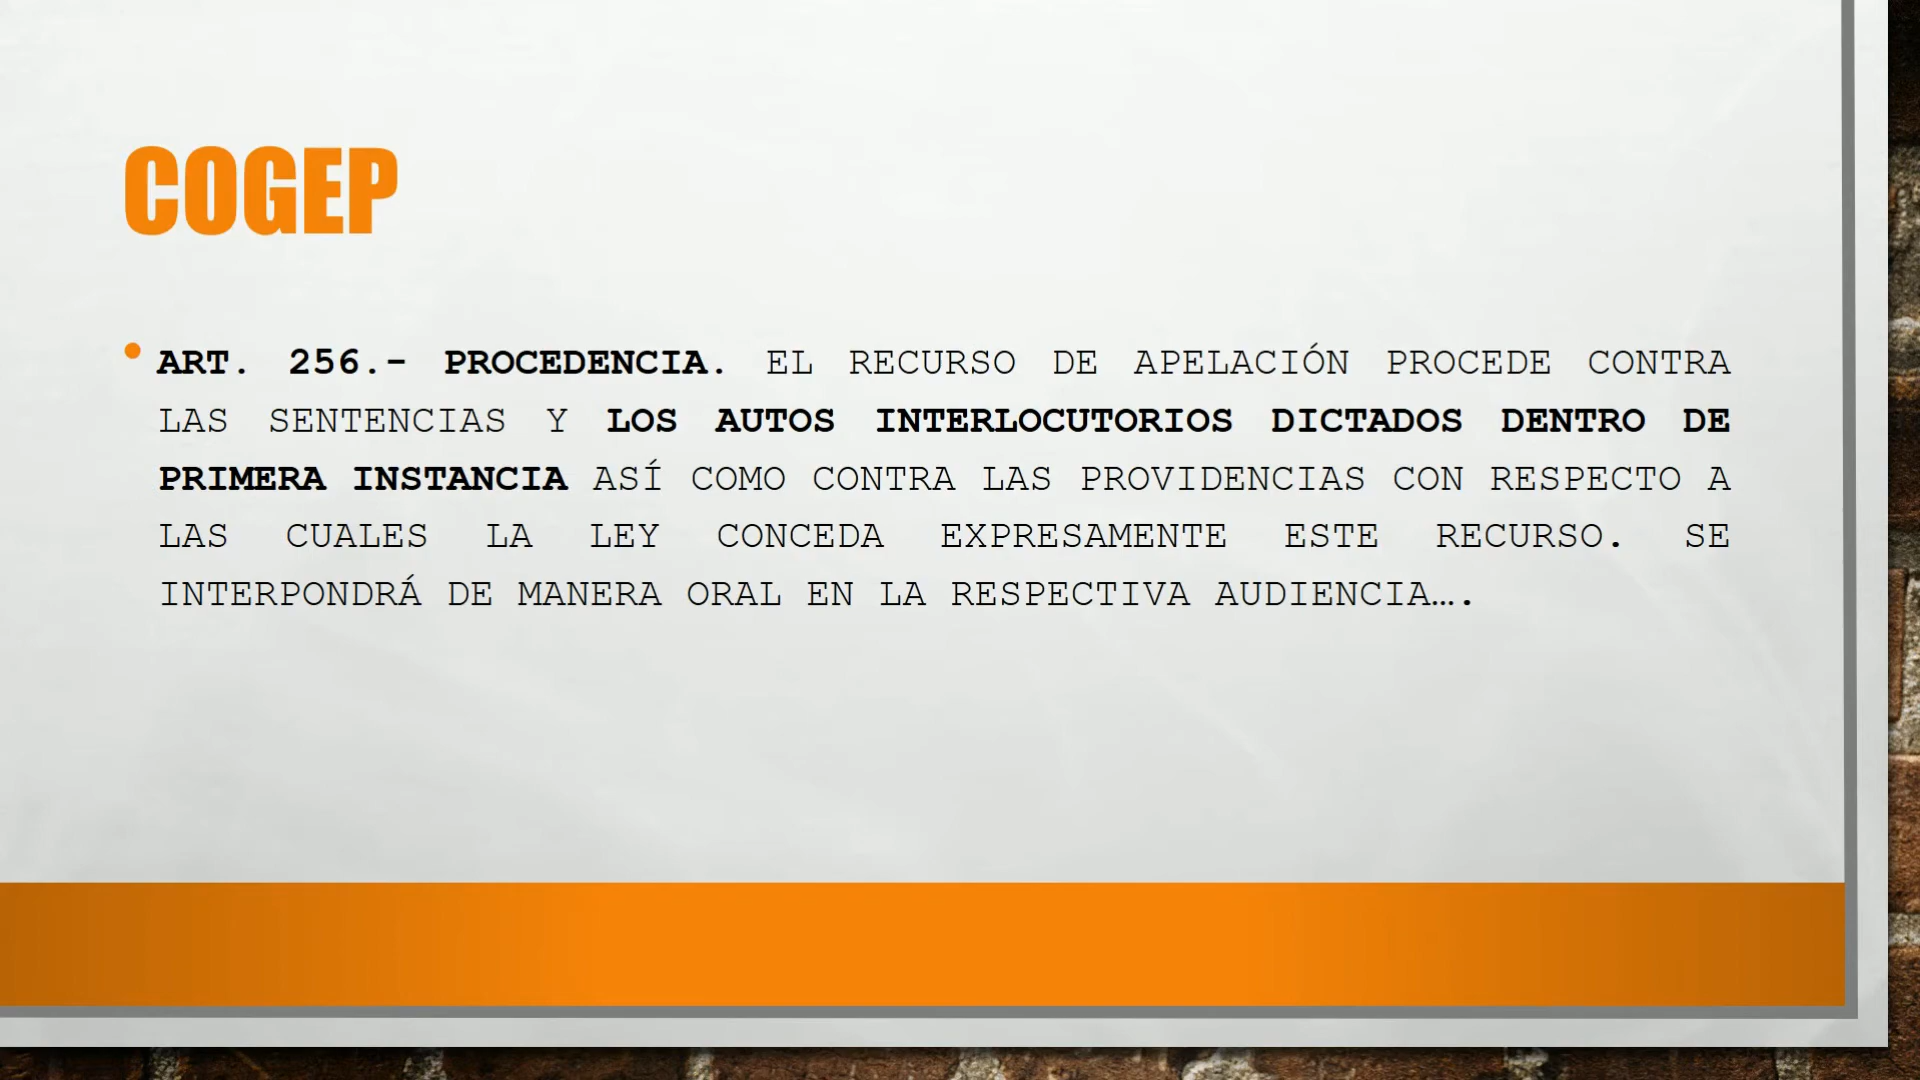 COGEP
• ART. 256.- PROCEDENCIA. EL RECURSO DE APELACIÓN PROCEDE CONTRA
LAS SENTENCIAS Y LOS AUTOS INTERLOCUTORIOS DICTADOS DENTRO DE
PRIMERA INSTANCIA ASÍ COMO CONTRA LAS PROVIDENCIAS CON RESPECTO A
LAS CUALES LA LEY CONCEDA EXPRESAMENTE ESTE RECURSO. SE
INTERPONDRÁ DE MANERA ORAL EN LA RESPECTIVA AUDIENCIA….